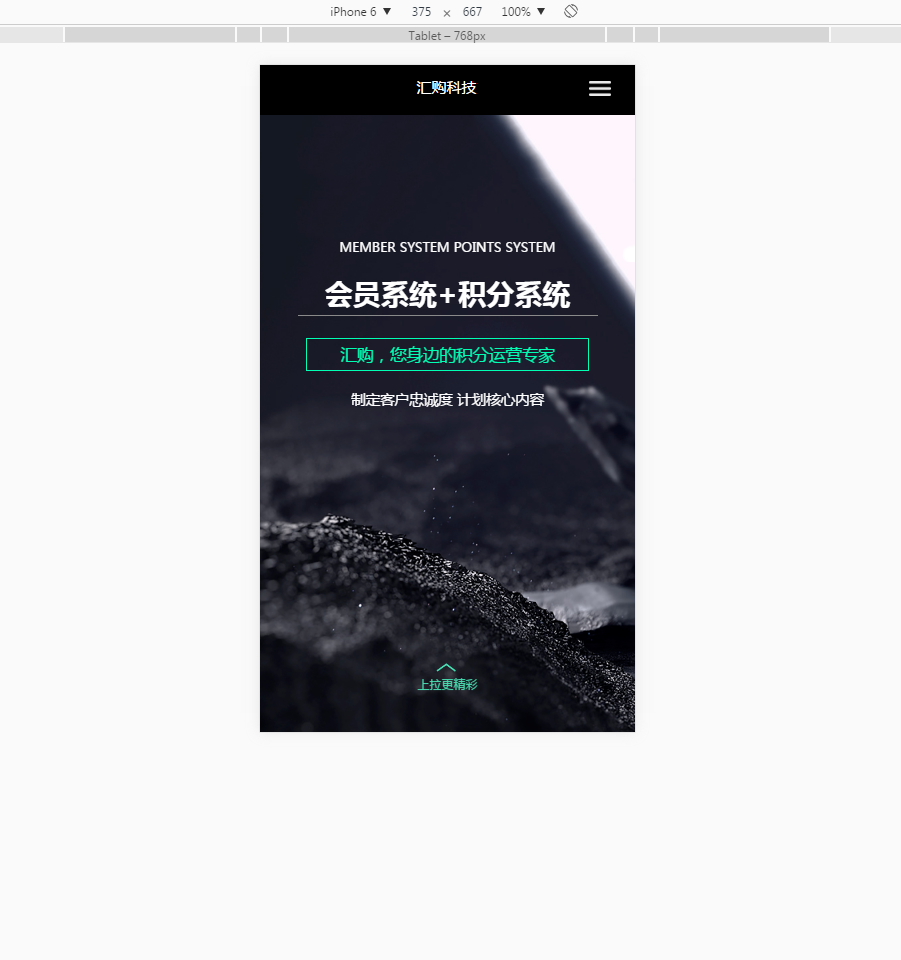 iPhone 6 ▼ 375 × 667 100% ▼
Tablet – 768px
汇购科技
MEMBER SYSTEM POINTS SYSTEM
会员系统+积分系统
汇购，您身边的积分运营专家
制定客户忠诚度 计划核心内容
上拉更精彩